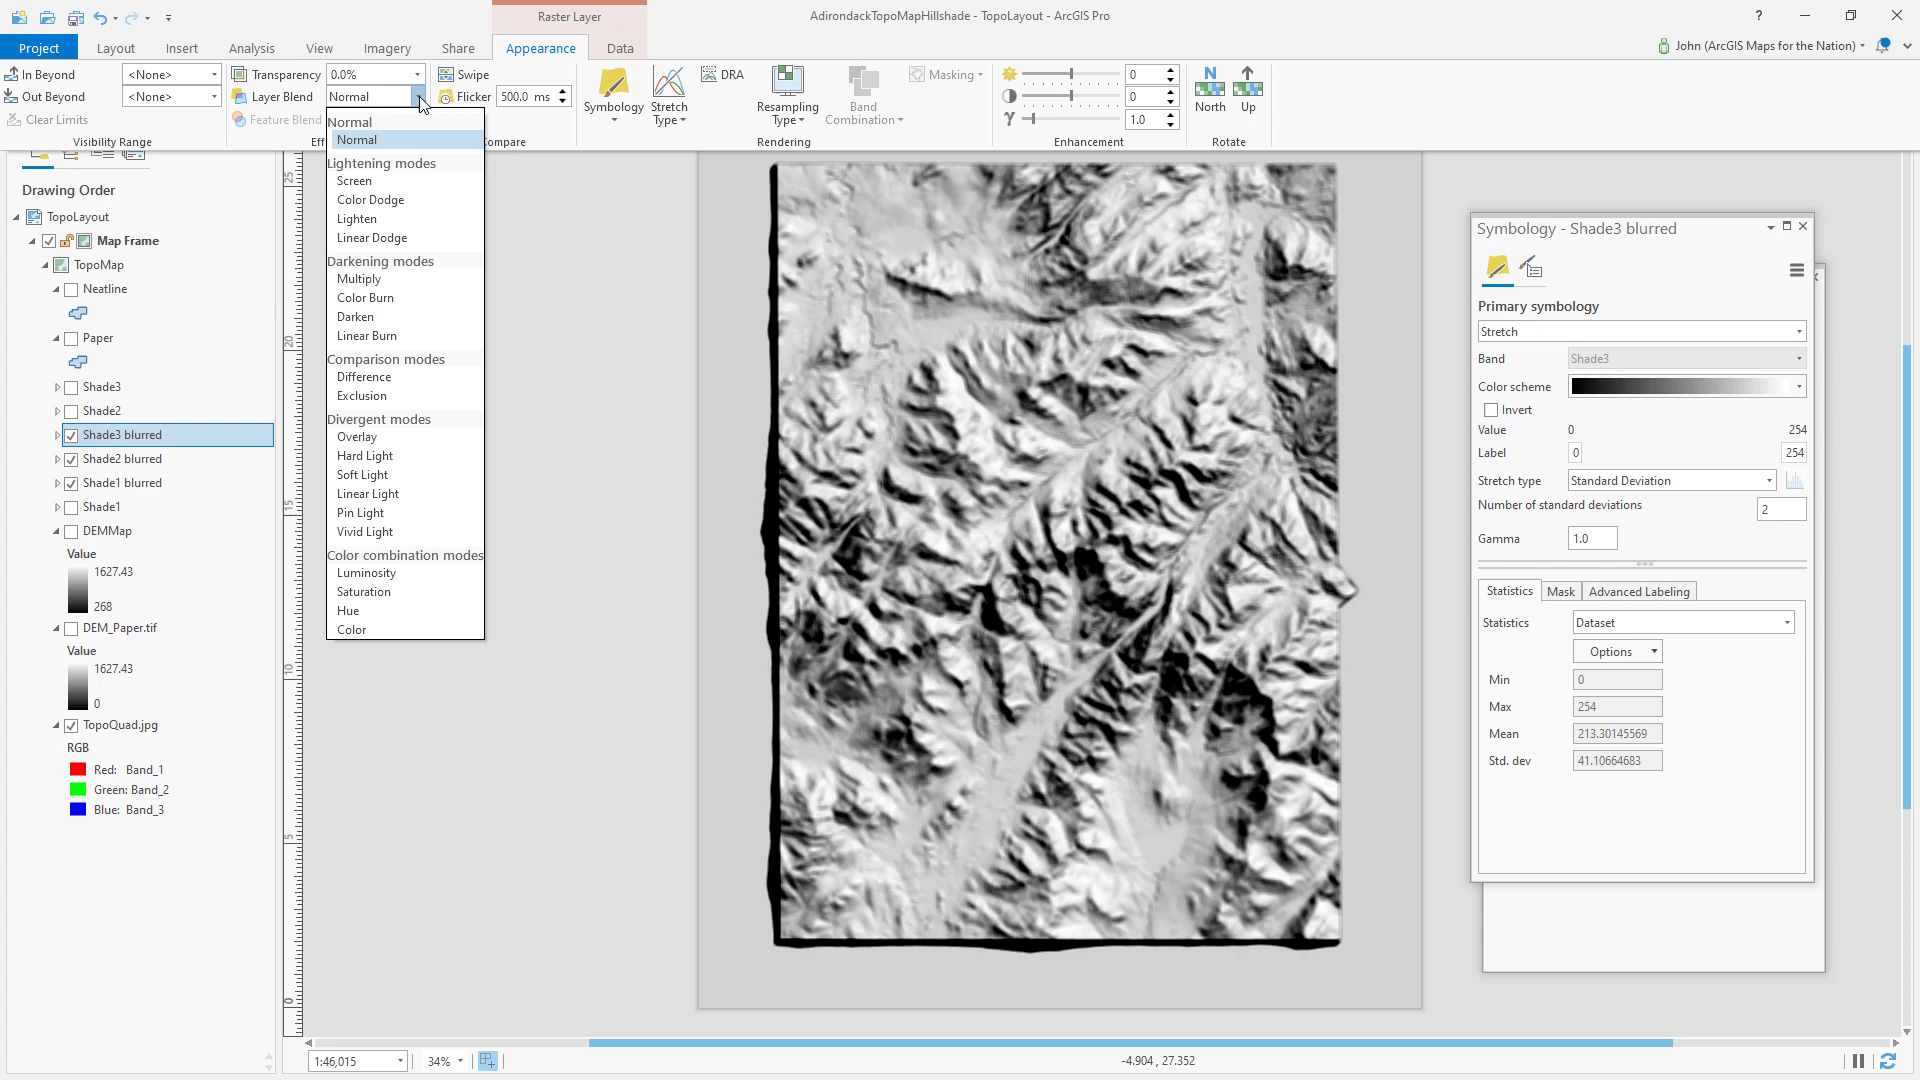 Raster Layer
AdirondackTopoMapHillshade - TopoLayout - ArcGIS Pro
?
Project
Layout
Insert
Analysis
View
Imagery
Share
Appearance
Data
John (ArcGIS Maps for the Nation)
In Beyond
<None>
Out Beyond
<None>
Clear Limits
Visibility Range
Transparency
0.0%
Layer Blend
Normal
Feature Blend
Swipe
Flicker
500.0 ms
Symbology
Stretch
Type
DRA
Resampling
Type
Band
Combination
Masking
Rendering
0
0
1.0
Enhancement
North
Up
Rotate
Normal
Normal
Lightening modes
Screen
Color Dodge
Lighten
Linear Dodge
Darkening modes
Multiply
Color Burn
Darken
Linear Burn
Comparison modes
Difference
Exclusion
Divergent modes
Overlay
Hard Light
Soft Light
Linear Light
Pin Light
Vivid Light
Color combination modes
Luminosity
Saturation
Hue
Color
Drawing Order
TopoLayout
Map Frame
TopoMap
Neatline
Paper
Shade3
Shade2
Shade3 blurred
Shade2 blurred
Shade1 blurred
Shade1
DEMMap
Value
1627.43
268
DEM_Paper.tif
Value
1627.43
0
TopoQuad.jpg
RGB
Red: Band_1
Green: Band_2
Blue: Band_3
25
20
15
10
5
0
Symbology - Shade3 blurred
Primary symbology
Stretch
Band
Shade3
Color scheme
Invert
Value
0
254
Label
0
254
Stretch type
Standard Deviation
Number of standard deviations
2
Gamma
1.0
Statistics
Mask
Advanced Labeling
Statistics
Dataset
Options
Min
0
Max
254
Mean
213.30145569
Std. dev
41.10664683
1:46,015
34%
-4.904 , 27.352